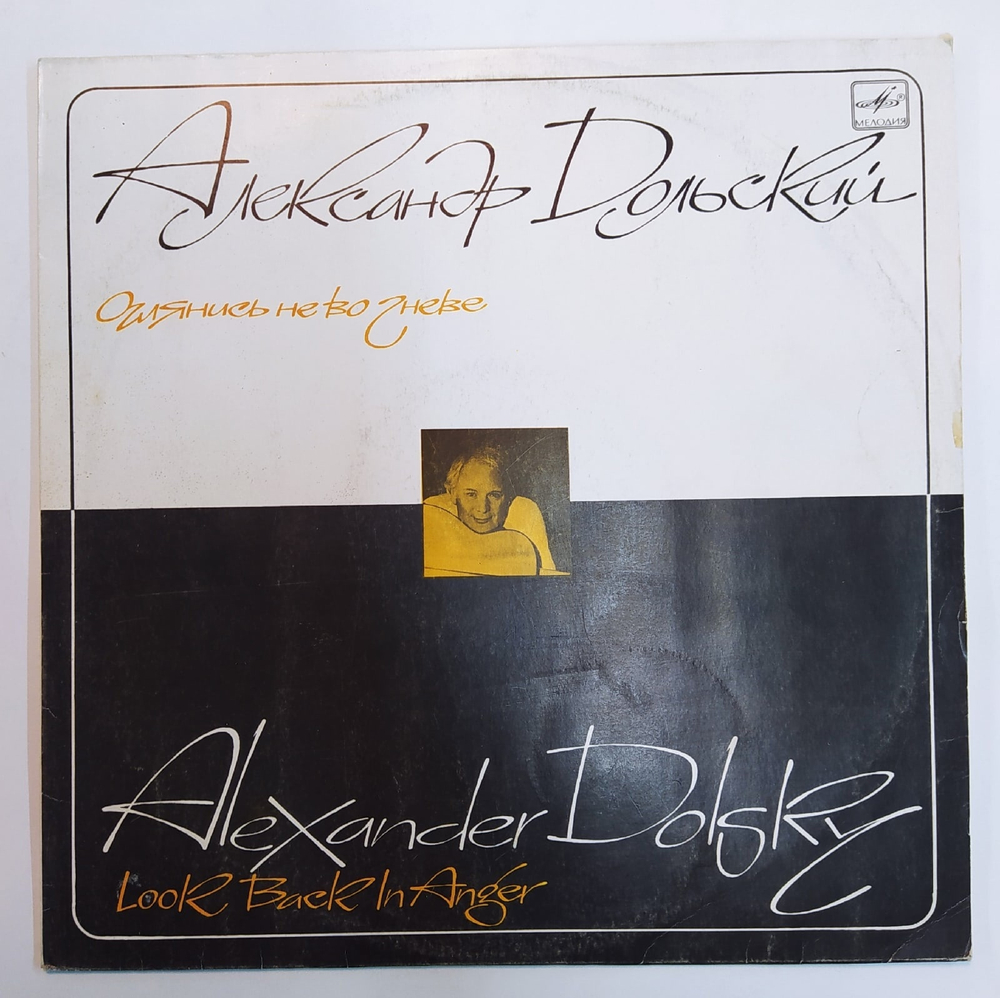 МЕЛОДИЯ
Александр Дольский
Оглянись не во гневе
Alexander Dolsky
Look Back In Anger